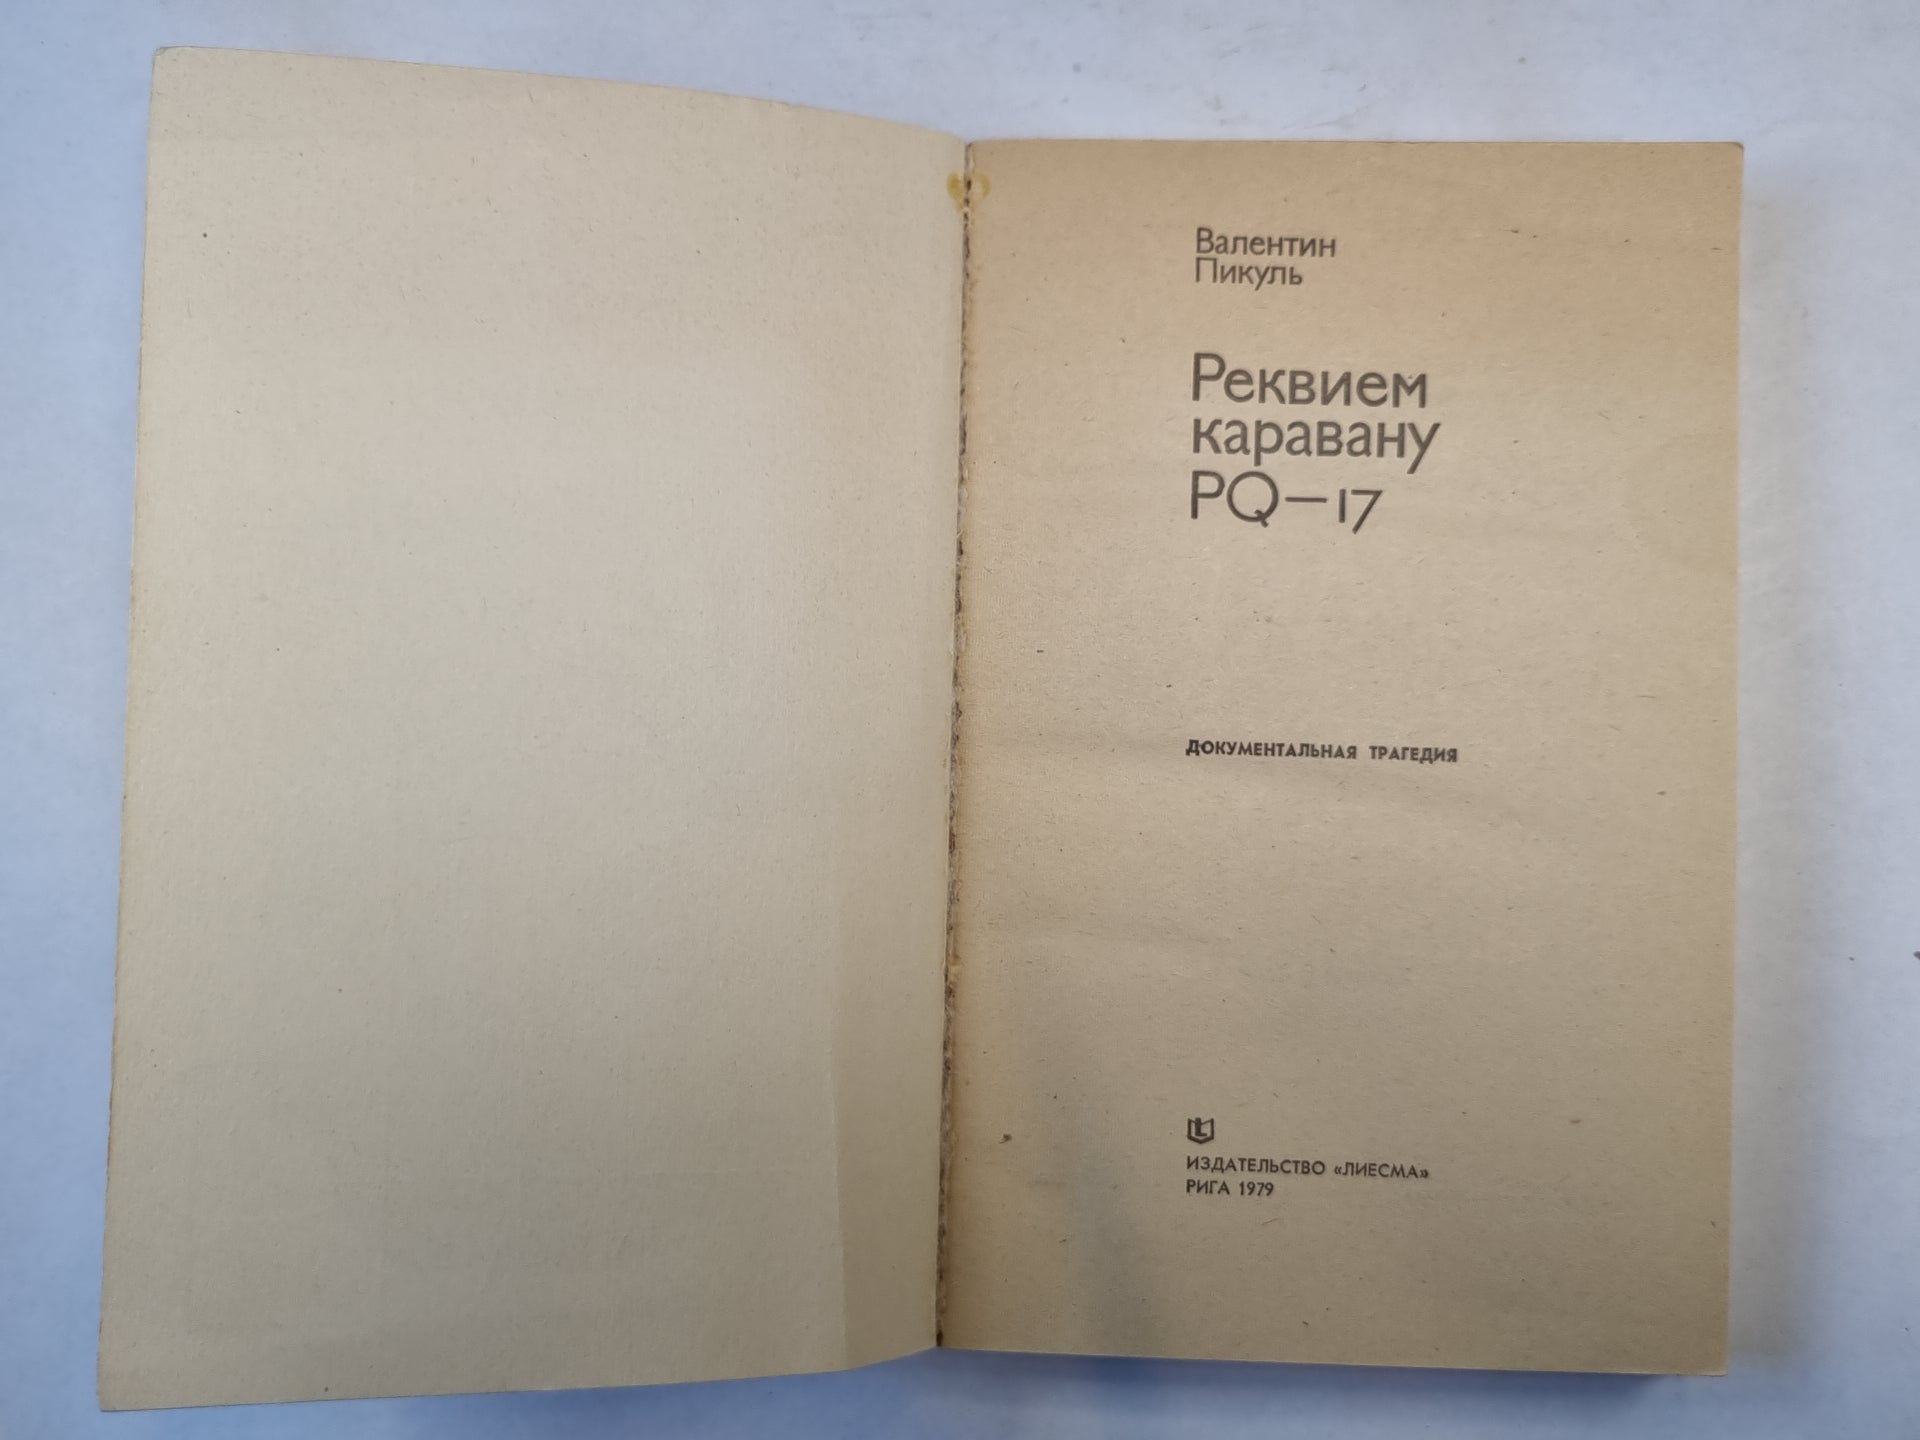 Валентин
Пикуль
Реквием
каравану
PQ—17
ДОКУМЕНТАЛЬНАЯ ТРАГЕДИЯ
ИЗДАТЕЛЬСТВО «ЛИЕСМА»
РИГА 1979